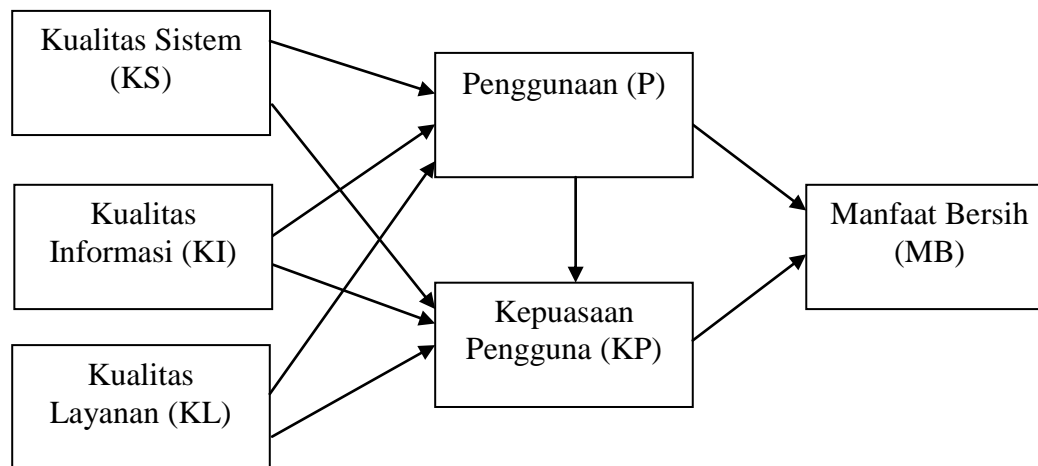 Kualitas Sistem
(KS)
Penggunaan (P)
Kualitas
Informasi (KI)
Manfaat Bersih
(MB)
Kepuasaan
Pengguna (KP)
Kualitas
Layanan (KL)